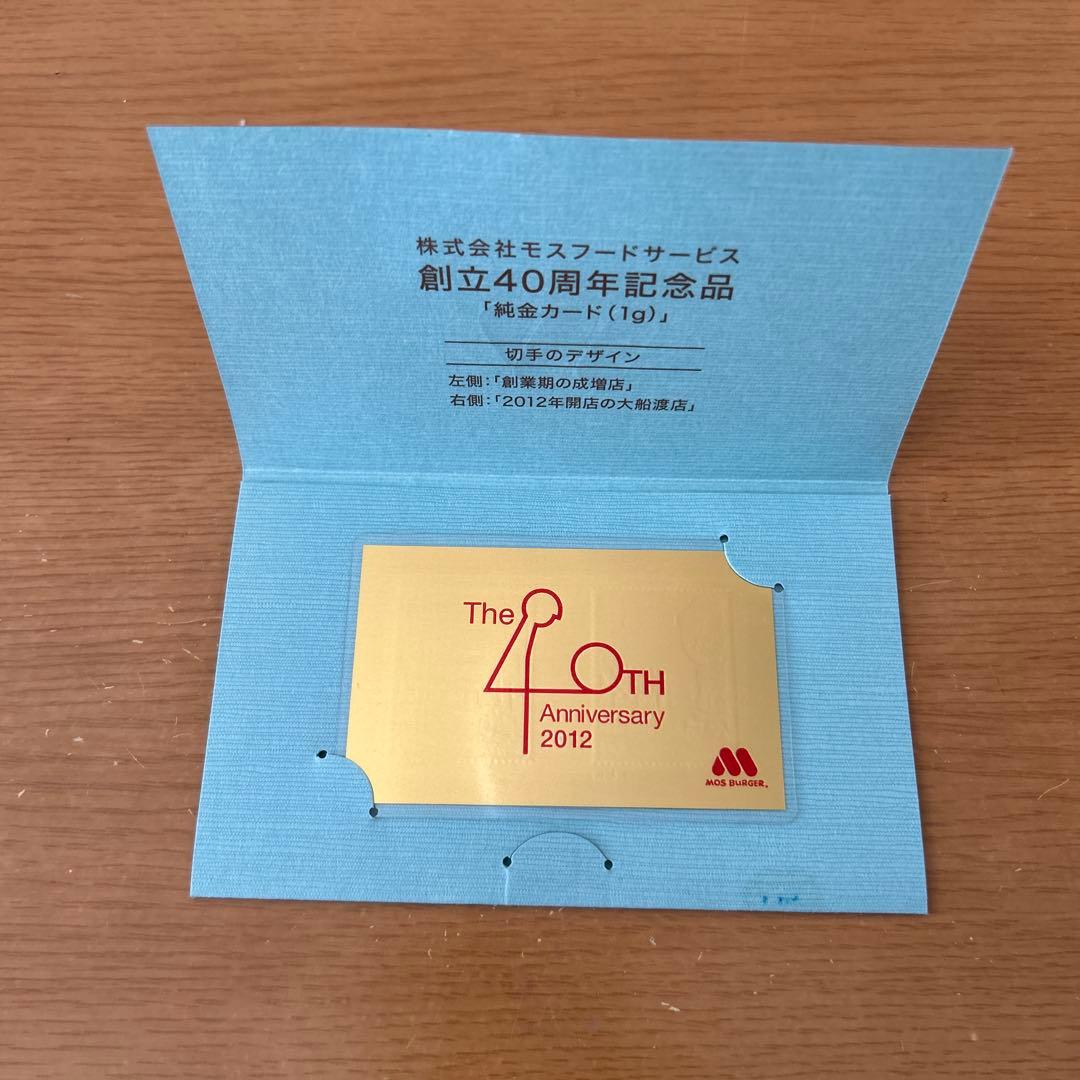 株式会社モスフードサービス
創立40周年記念品
「純金カード(1g)」
切手のデザイン
左側:「創業期の成増店」
右側:「2012年開店の大船渡店」
The 40TH
Anniversary
2012
MOS BURGER.